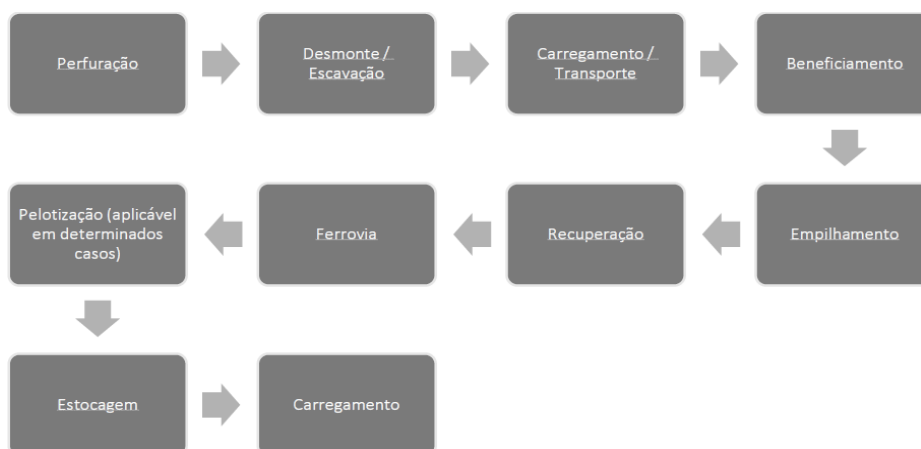 Perfuração
Desmonte /
Escavação
Carregamento /
Transporte
Beneficiamento
Pelotização (aplicável
em determinados
casos)
Ferrovia
Recuperação
Empilhamento
Estocagem
Carregamento